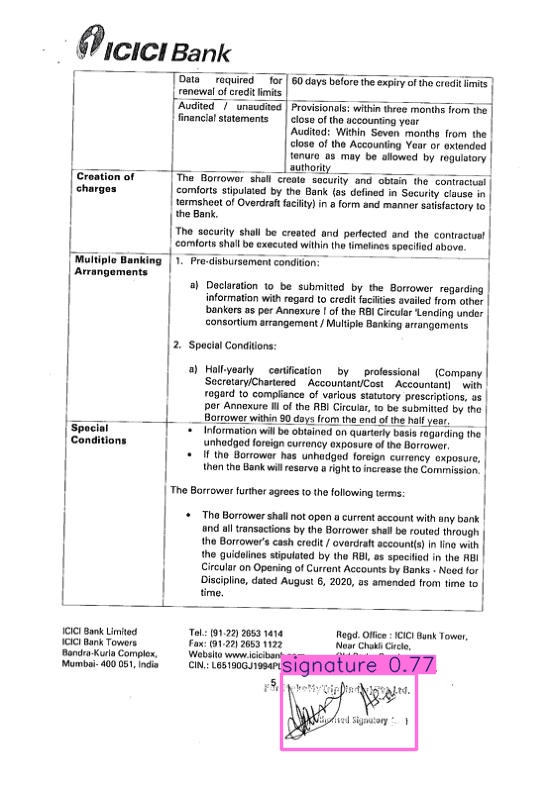 ICICI Bank
Data required for renewal of credit limits
60 days before the expiry of the credit limits
Audited / unaudited financial statements
Provisionals: within three months from the
close of the accounting year
Audited: Within Seven months from the
close of the Accounting Year or extended
tenure as may be allowed by regulatory
authority
Creation of
charges
The Borrower shall create security and obtain the contractual
comforts stipulated by the Bank (as defined in Security clause in
termsheet of Overdraft facility) in a form and manner satisfactory to
the Bank.
The security shall be created and perfected and the contractual
comforts shall be executed within the timelines specified above.
Multiple Banking
Arrangements
1. Pre-disbursement condition:
a) Declaration to be submitted by the Borrower regarding
information with regard to credit facilities availed from other
bankers as per Annexure I of the RBI Circular 'Lending under
consortium arrangement / Multiple Banking arrangements
2. Special Conditions:
a) Half-yearly certification by professional (Company
Secretary/Chartered Accountant/Cost Accountant) with
regard to compliance of various statutory prescriptions, as
per Annexure III of the RBI Circular, to be submitted by the
Borrower within 90 days from the end of the half year.
Special
Conditions
• Information will be obtained on quarterly basis regarding the
unhedged foreign currency exposure of the Borrower.
• If the Borrower has unhedged foreign currency exposure,
then the Bank will reserve a right to increase the Commission.
The Borrower further agrees to the following terms:
• The Borrower shall not open a current account with any bank
and all transactions by the Borrower shall be routed through
the Borrower's cash credit / overdraft account(s) in line with
the guidelines stipulated by the RBI, as specified in the RBI
Circular on Opening of Current Accounts by Banks - Need for
Discipline, dated August 6, 2020, as amended from time to
time.
ICICI Bank Limited
ICICI Bank Towers
Bandra-Kurla Complex,
Mumbai- 400 051, India
Tel.: (91-22) 2653 1414
Fax: (91-22) 2653 1122
Website www.icicibank
CIN.: L65190GJ1994PL
Regd. Office : ICICI Bank Tower,
Near Chakli Circle,
signature 0.77
5
Ltd.
Signatory